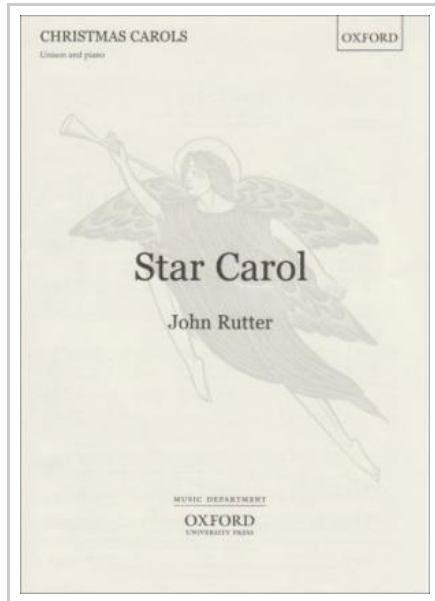 CHRISTMAS CAROLS
OXFORD
Unison and piano
Star Carol
John Rutter
MUSIC DEPARTMENT
OXFORD
UNIVERSITY PRESS